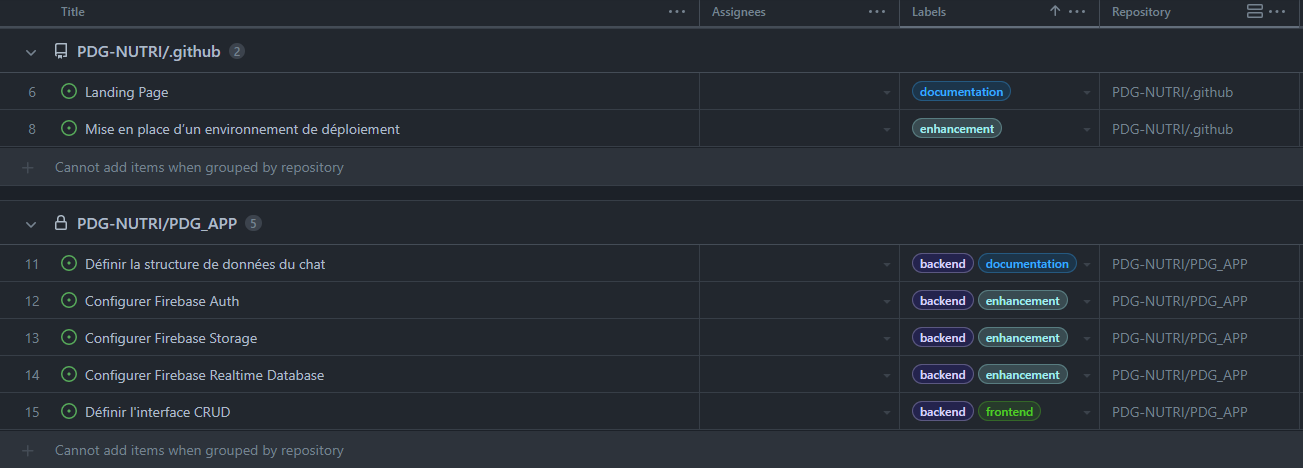 Title Assignees Labels Repository
PDG-NUTRI/.github 2
6 Landing Page documentation PDG-NUTRI/.github
8 Mise en place d’un environnement de déploiement enhancement PDG-NUTRI/.github
Cannot add items when grouped by repository
PDG-NUTRI/PDG_APP 5
11 Définir la structure de données du chat backend documentation PDG-NUTRI/PDG_APP
12 Configurer Firebase Auth backend enhancement PDG-NUTRI/PDG_APP
13 Configurer Firebase Storage backend enhancement PDG-NUTRI/PDG_APP
14 Configurer Firebase Realtime Database backend enhancement PDG-NUTRI/PDG_APP
15 Définir l'interface CRUD backend frontend PDG-NUTRI/PDG_APP
Cannot add items when grouped by repository